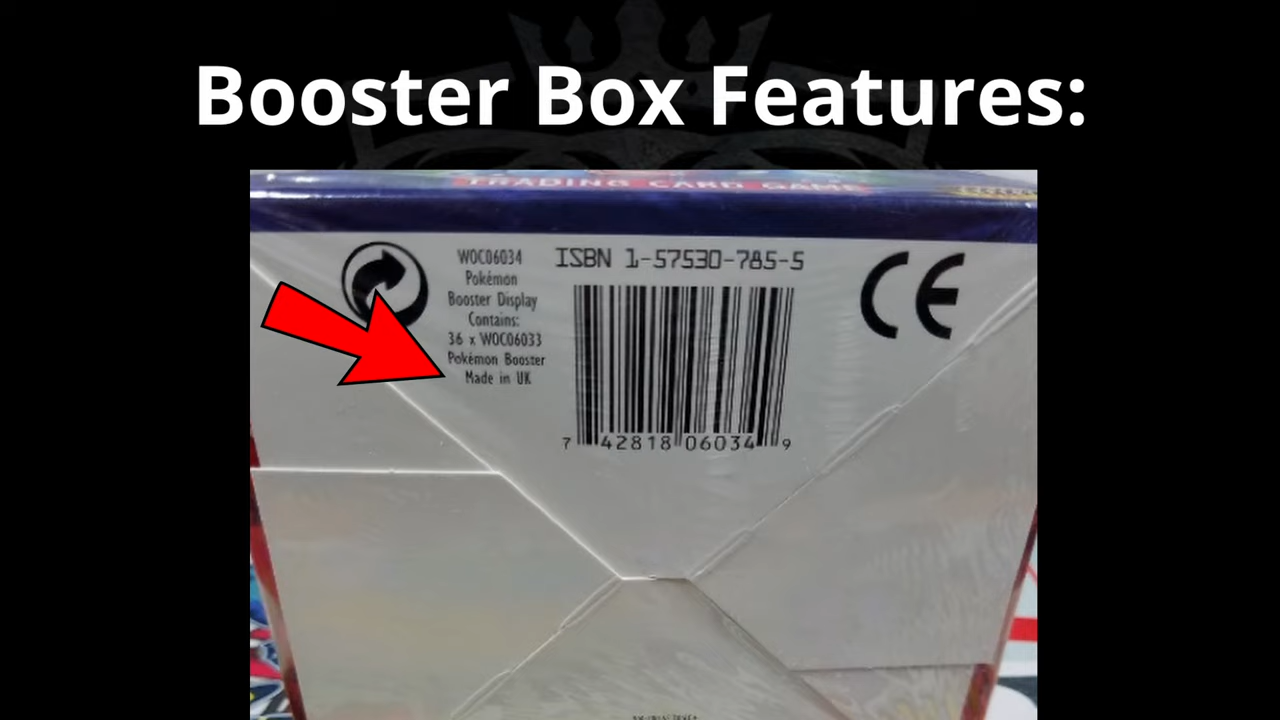 Booster Box Features:
TRADING CARD GAME
WOC06034
Pokémon
Booster Display
Contains:
36 x WOC06033
Pokémon Booster
Made in UK
ISBN 1-57530-785-5
CE
7 42818 06034 9